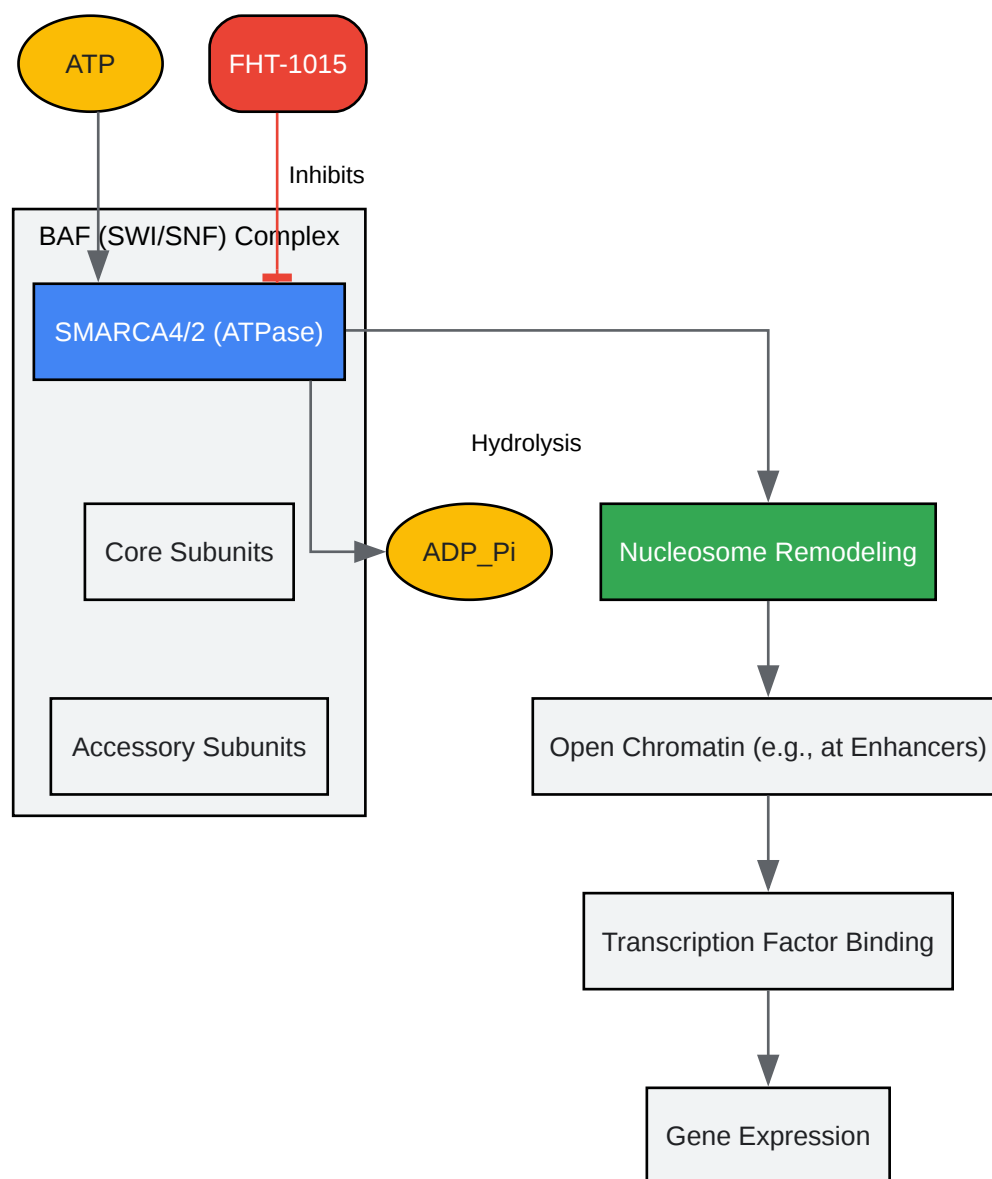 ATP
FHT-1015
Inhibits
BAF (SWI/SNF) Complex
SMARCA4/2 (ATPase)
Hydrolysis
Core Subunits
ADP_Pi
Nucleosome Remodeling
Accessory Subunits
Open Chromatin (e.g., at Enhancers)
Transcription Factor Binding
Gene Expression